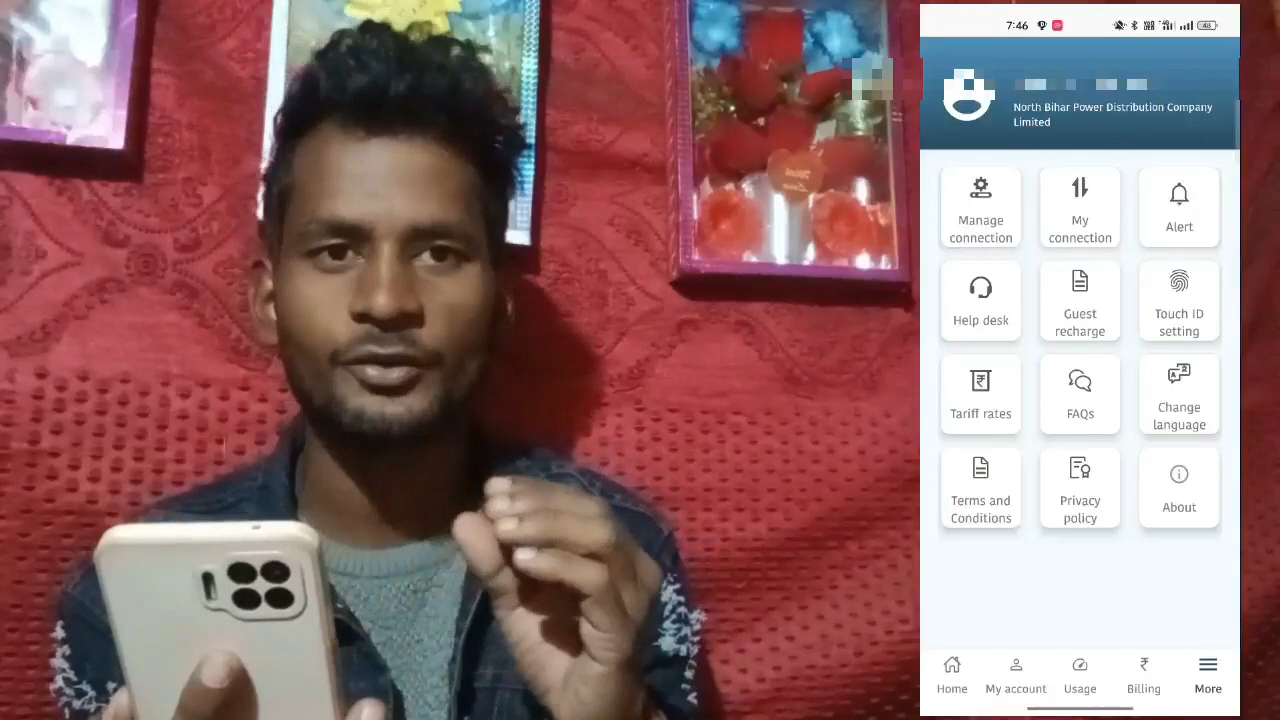 7:46
48
North Bihar Power Distribution Company
Limited
Manage
connection
My
connection
Alert
Help desk
Guest
recharge
Touch ID
setting
Tariff rates
FAQs
Change
language
Terms and
Conditions
Privacy
policy
About
Home
My account
Usage
Billing
More